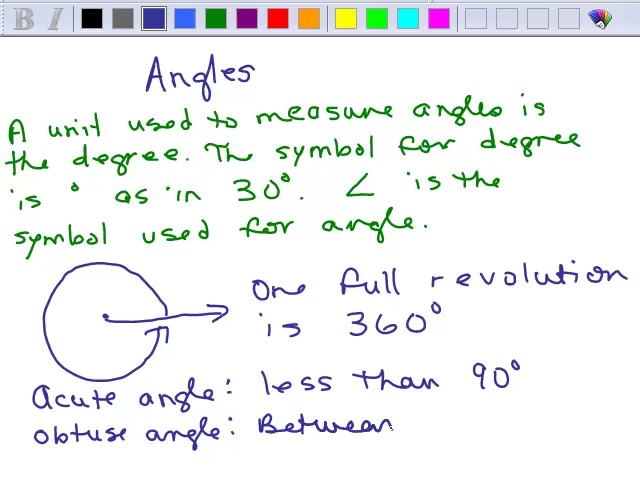 B I
Angles
A unit used to measure angles is
the degree. The symbol for degree
is ° as in 30°. ∠ is the
symbol used for angle.
One full revolution
is 360°
Acute angle: less than 90°
obtuse angle: Between